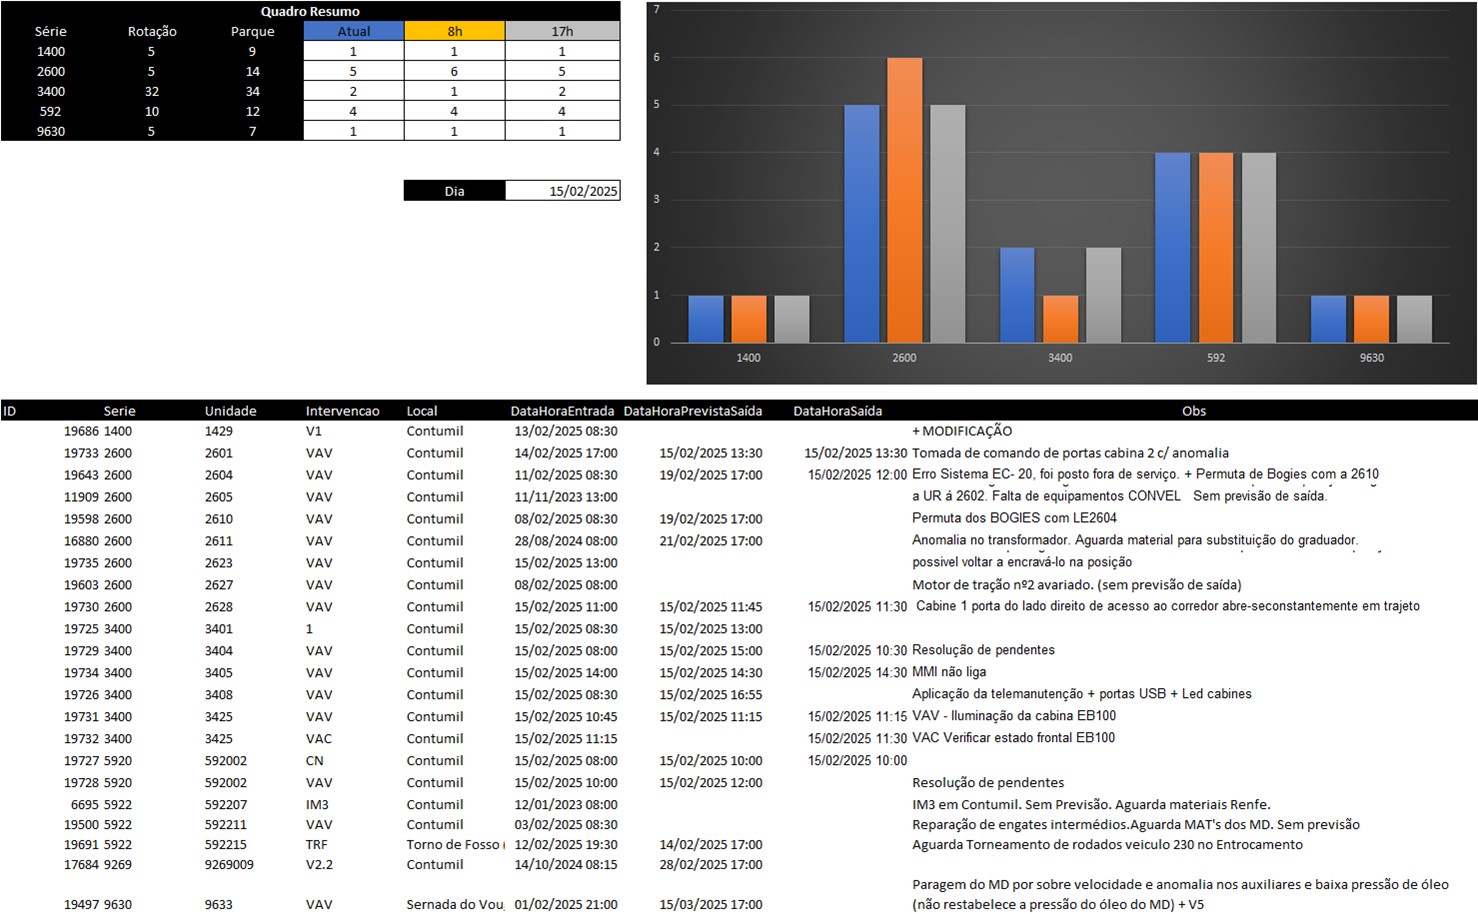 Quadro Resumo
Série Rotação Parque Atual 8h 17h
1400 5 9 1 1 1
2600 5 14 5 6 5
3400 32 34 2 1 2
592 10 12 4 4 4
9630 5 7 1 1 1
Dia 15/02/2025
7
6
5
4
3
2
1
0
1400 2600 3400 592 9630
ID Serie Unidade Intervencao Local DataHoraEntrada DataHoraPrevistaSaída DataHoraSaída Obs
19686 1400 1429 V1 Contumil 13/02/2025 08:30 + MODIFICAÇÃO
19733 2600 2601 VAV Contumil 14/02/2025 17:00 15/02/2025 13:30 15/02/2025 13:30 Tomada de comando de portas cabina 2 c/ anomalia
19643 2600 2604 VAV Contumil 11/02/2025 08:30 19/02/2025 17:00 15/02/2025 12:00 Erro Sistema EC- 20, foi posto fora de serviço. + Permuta de Bogies com a 2610
11909 2600 2605 VAV Contumil 11/11/2023 13:00 a UR á 2602. Falta de equipamentos CONVEL Sem previsão de saída.
19598 2600 2610 VAV Contumil 08/02/2025 08:30 19/02/2025 17:00 Permuta dos BOGIES com LE2604
16880 2600 2611 VAV Contumil 28/08/2024 08:00 21/02/2025 17:00 Anomalia no transformador. Aguarda material para substituição do graduador.
19735 2600 2623 VAV Contumil 15/02/2025 13:00 possivel voltar a encravá-lo na posição
19603 2600 2627 VAV Contumil 08/02/2025 08:00 Motor de tração nº2 avariado. (sem previsão de saída)
19730 2600 2628 VAV Contumil 15/02/2025 11:00 15/02/2025 11:45 15/02/2025 11:30 Cabine 1 porta do lado direito de acesso ao corredor abre-seconstantemente em trajeto
19725 3400 3401 1 Contumil 15/02/2025 08:30 15/02/2025 13:00
19729 3400 3404 VAV Contumil 15/02/2025 08:00 15/02/2025 15:00 15/02/2025 10:30 Resolução de pendentes
19734 3400 3405 VAV Contumil 15/02/2025 14:00 15/02/2025 14:30 15/02/2025 14:30 MMI não liga
19726 3400 3408 VAV Contumil 15/02/2025 08:30 15/02/2025 16:55 Aplicação da telemanutenção + portas USB + Led cabines
19731 3400 3425 VAV Contumil 15/02/2025 10:45 15/02/2025 11:15 15/02/2025 11:15 VAV - Iluminação da cabina EB100
19732 3400 3425 VAC Contumil 15/02/2025 11:15 15/02/2025 11:30 VAC Verificar estado frontal EB100
19727 5920 592002 CN Contumil 15/02/2025 08:00 15/02/2025 10:00 15/02/2025 10:00
19728 5920 592002 VAV Contumil 15/02/2025 10:00 15/02/2025 12:00 Resolução de pendentes
6695 5922 592207 IM3 Contumil 12/01/2023 08:00 IM3 em Contumil. Sem Previsão. Aguarda materiais Renfe.
19500 5922 592211 VAV Contumil 03/02/2025 08:30 Reparação de engates intermédios.Aguarda MAT's dos MD. Sem previsão
19691 5922 592215 TRF Torno de Fosso ( 12/02/2025 19:30 14/02/2025 17:00 Aguarda Torneamento de rodados veiculo 230 no Entrocamento
17684 9269 9269009 V2.2 Contumil 14/10/2024 08:15 28/02/2025 17:00
Paragem do MD por sobre velocidade e anomalia nos auxiliares e baixa pressão de óleo
19497 9630 9633 VAV Sernada do Vou 01/02/2025 21:00 15/03/2025 17:00 (não restabelece a pressão do óleo do MD) + V5